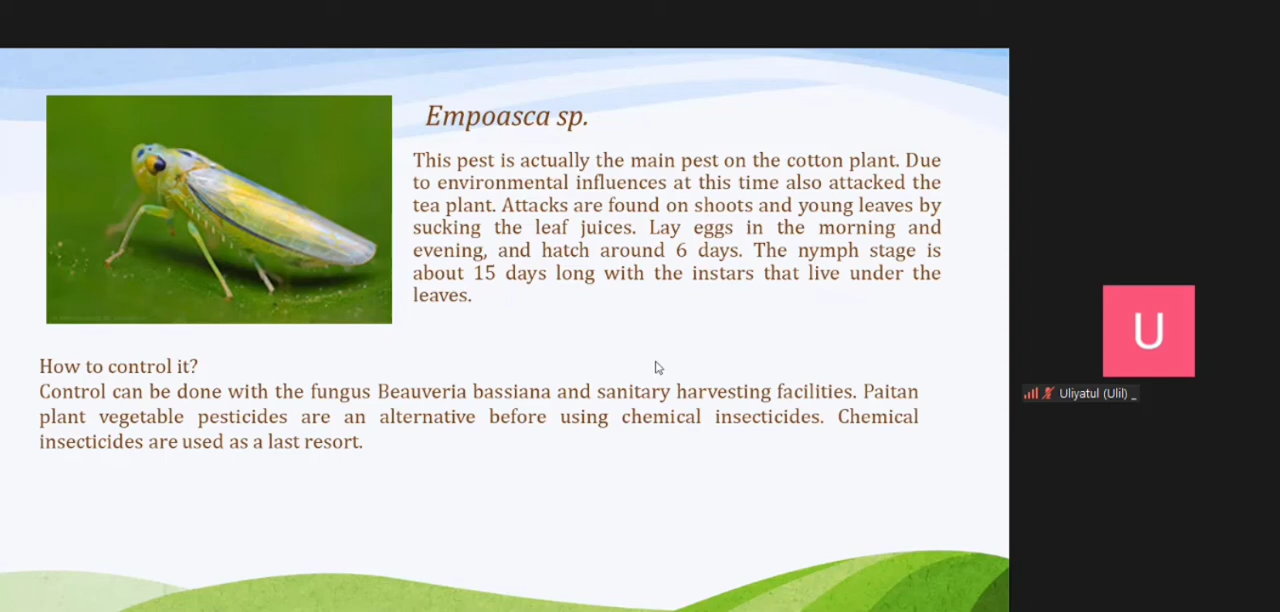 Empoasca sp.
This pest is actually the main pest on the cotton plant. Due
to environmental influences at this time also attacked the
tea plant. Attacks are found on shoots and young leaves by
sucking the leaf juices. Lay eggs in the morning and
evening, and hatch around 6 days. The nymph stage is
about 15 days long with the instars that live under the
leaves.
How to control it?
Control can be done with the fungus Beauveria bassiana and sanitary harvesting facilities. Paitan
plant vegetable pesticides are an alternative before using chemical insecticides. Chemical
insecticides are used as a last resort.
U
Uliyatul (Ulil) _